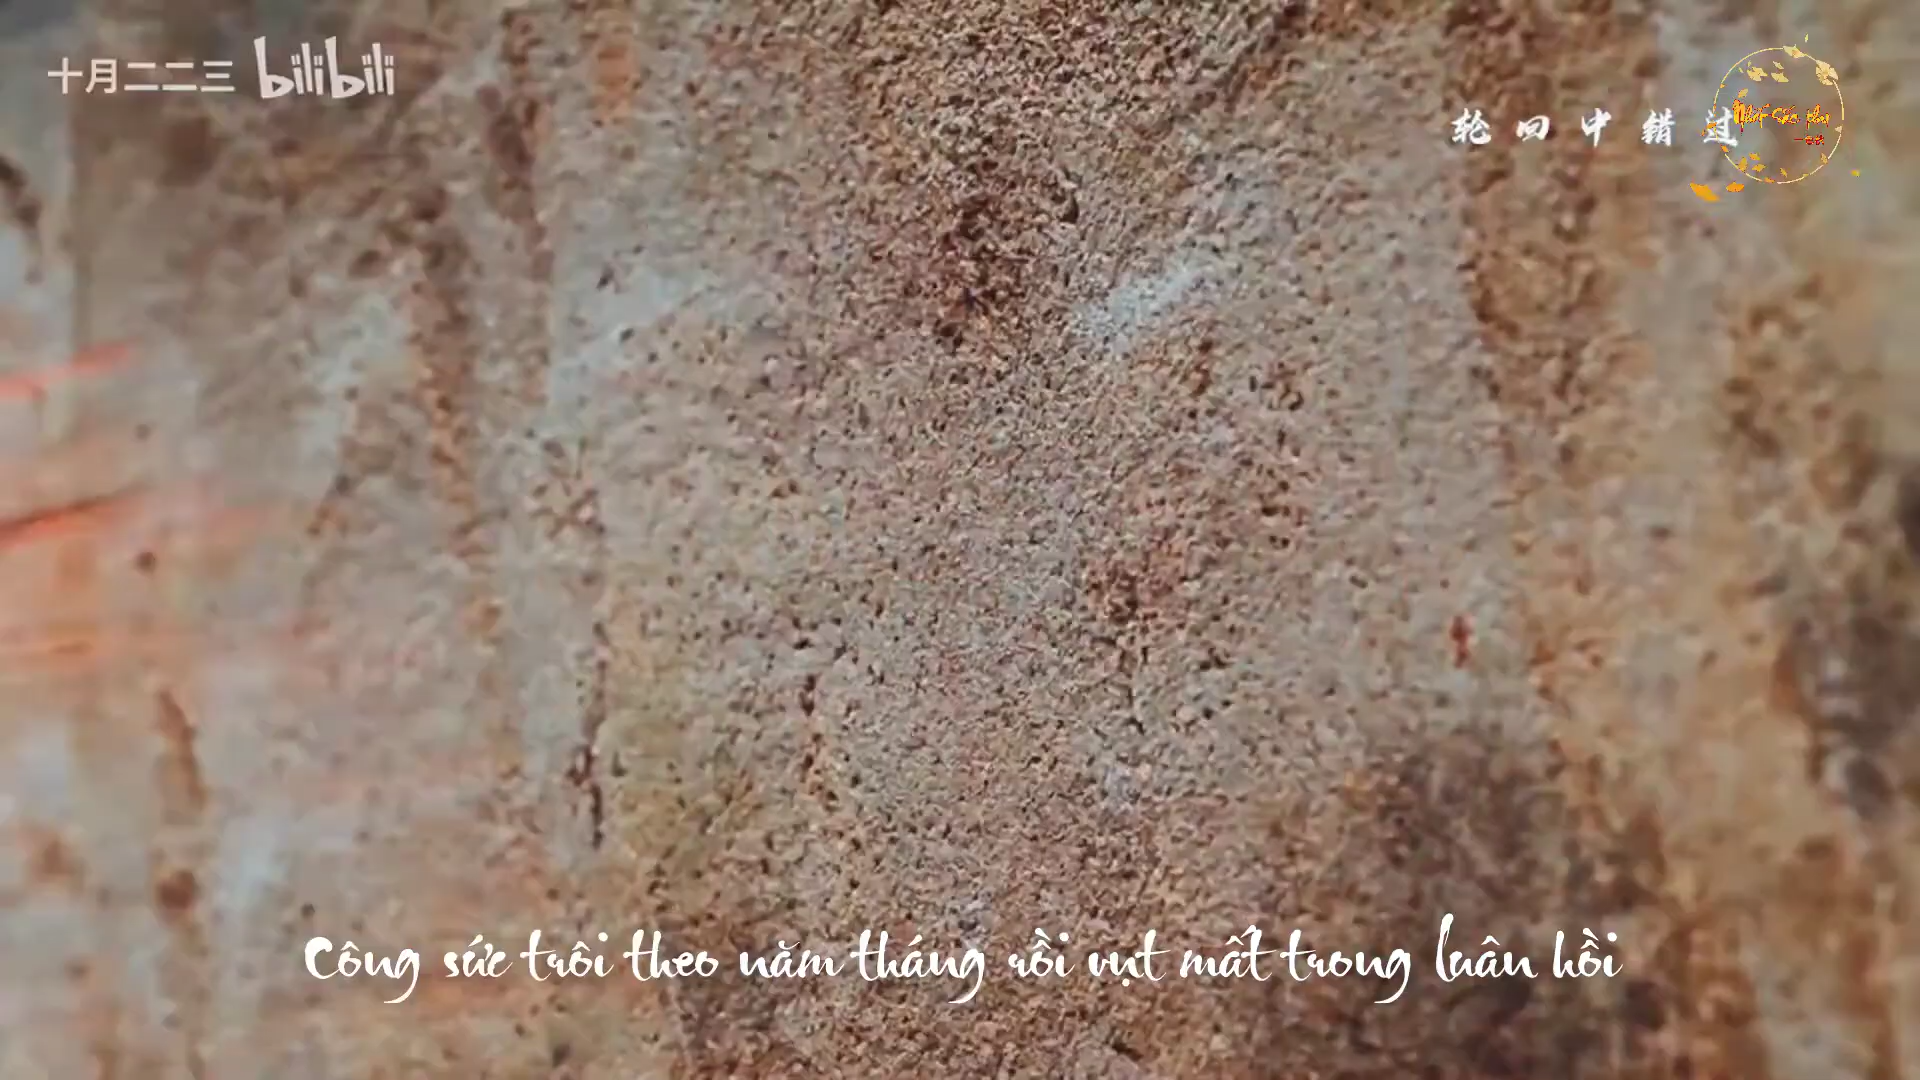 十月二二三 bilibili
轮回中错过
Công sức trôi theo năm tháng rồi vụt mất trong luân hồi